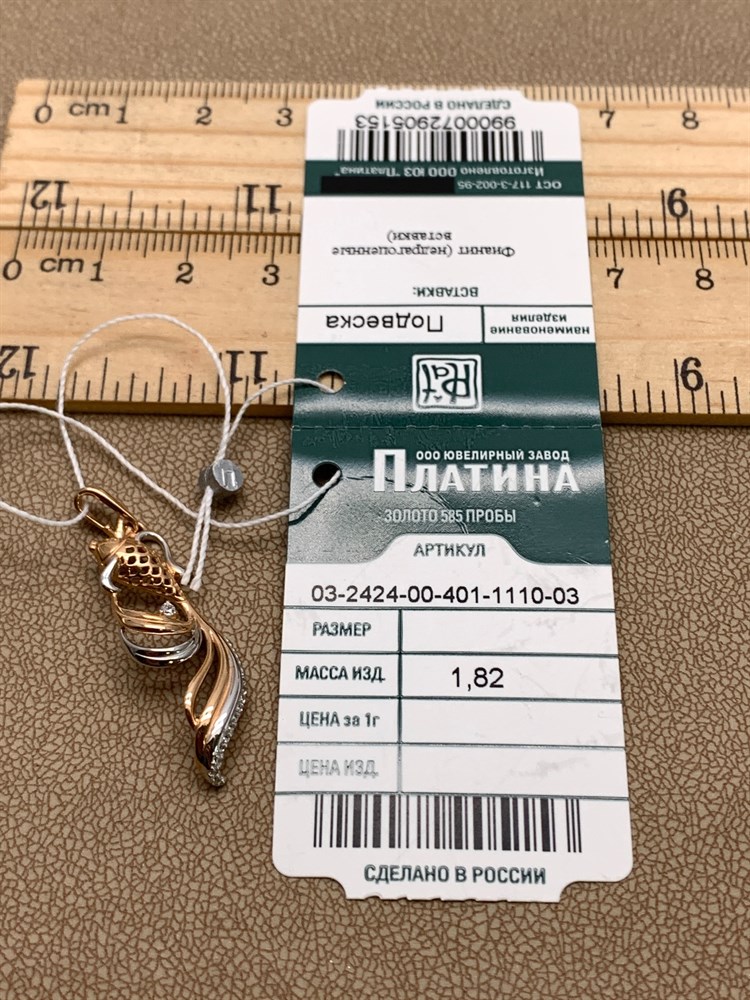 0 cm 1 2 3 7 8
12 11 6
0 cm 1 2 3 7 8
12 11 6
СДЕЛАНО В РОССИИ
9900072905153
Изготовлено ООО ЮЗ "Платина"
ОСТ 117-3-002-95
Фианит (недрагоценные
вставки)
ВСТАВКИ:
наименование
изделия
Подвеска
Plat
ООО ЮВЕЛИРНЫЙ ЗАВОД
ПЛАТИНА
ЗОЛОТО 585 ПРОБЫ
АРТИКУЛ
03-2424-00-401-1110-03
РАЗМЕР
МАССА ИЗД. 1,82
ЦЕНА за 1г
ЦЕНА ИЗД.
СДЕЛАНО В РОССИИ